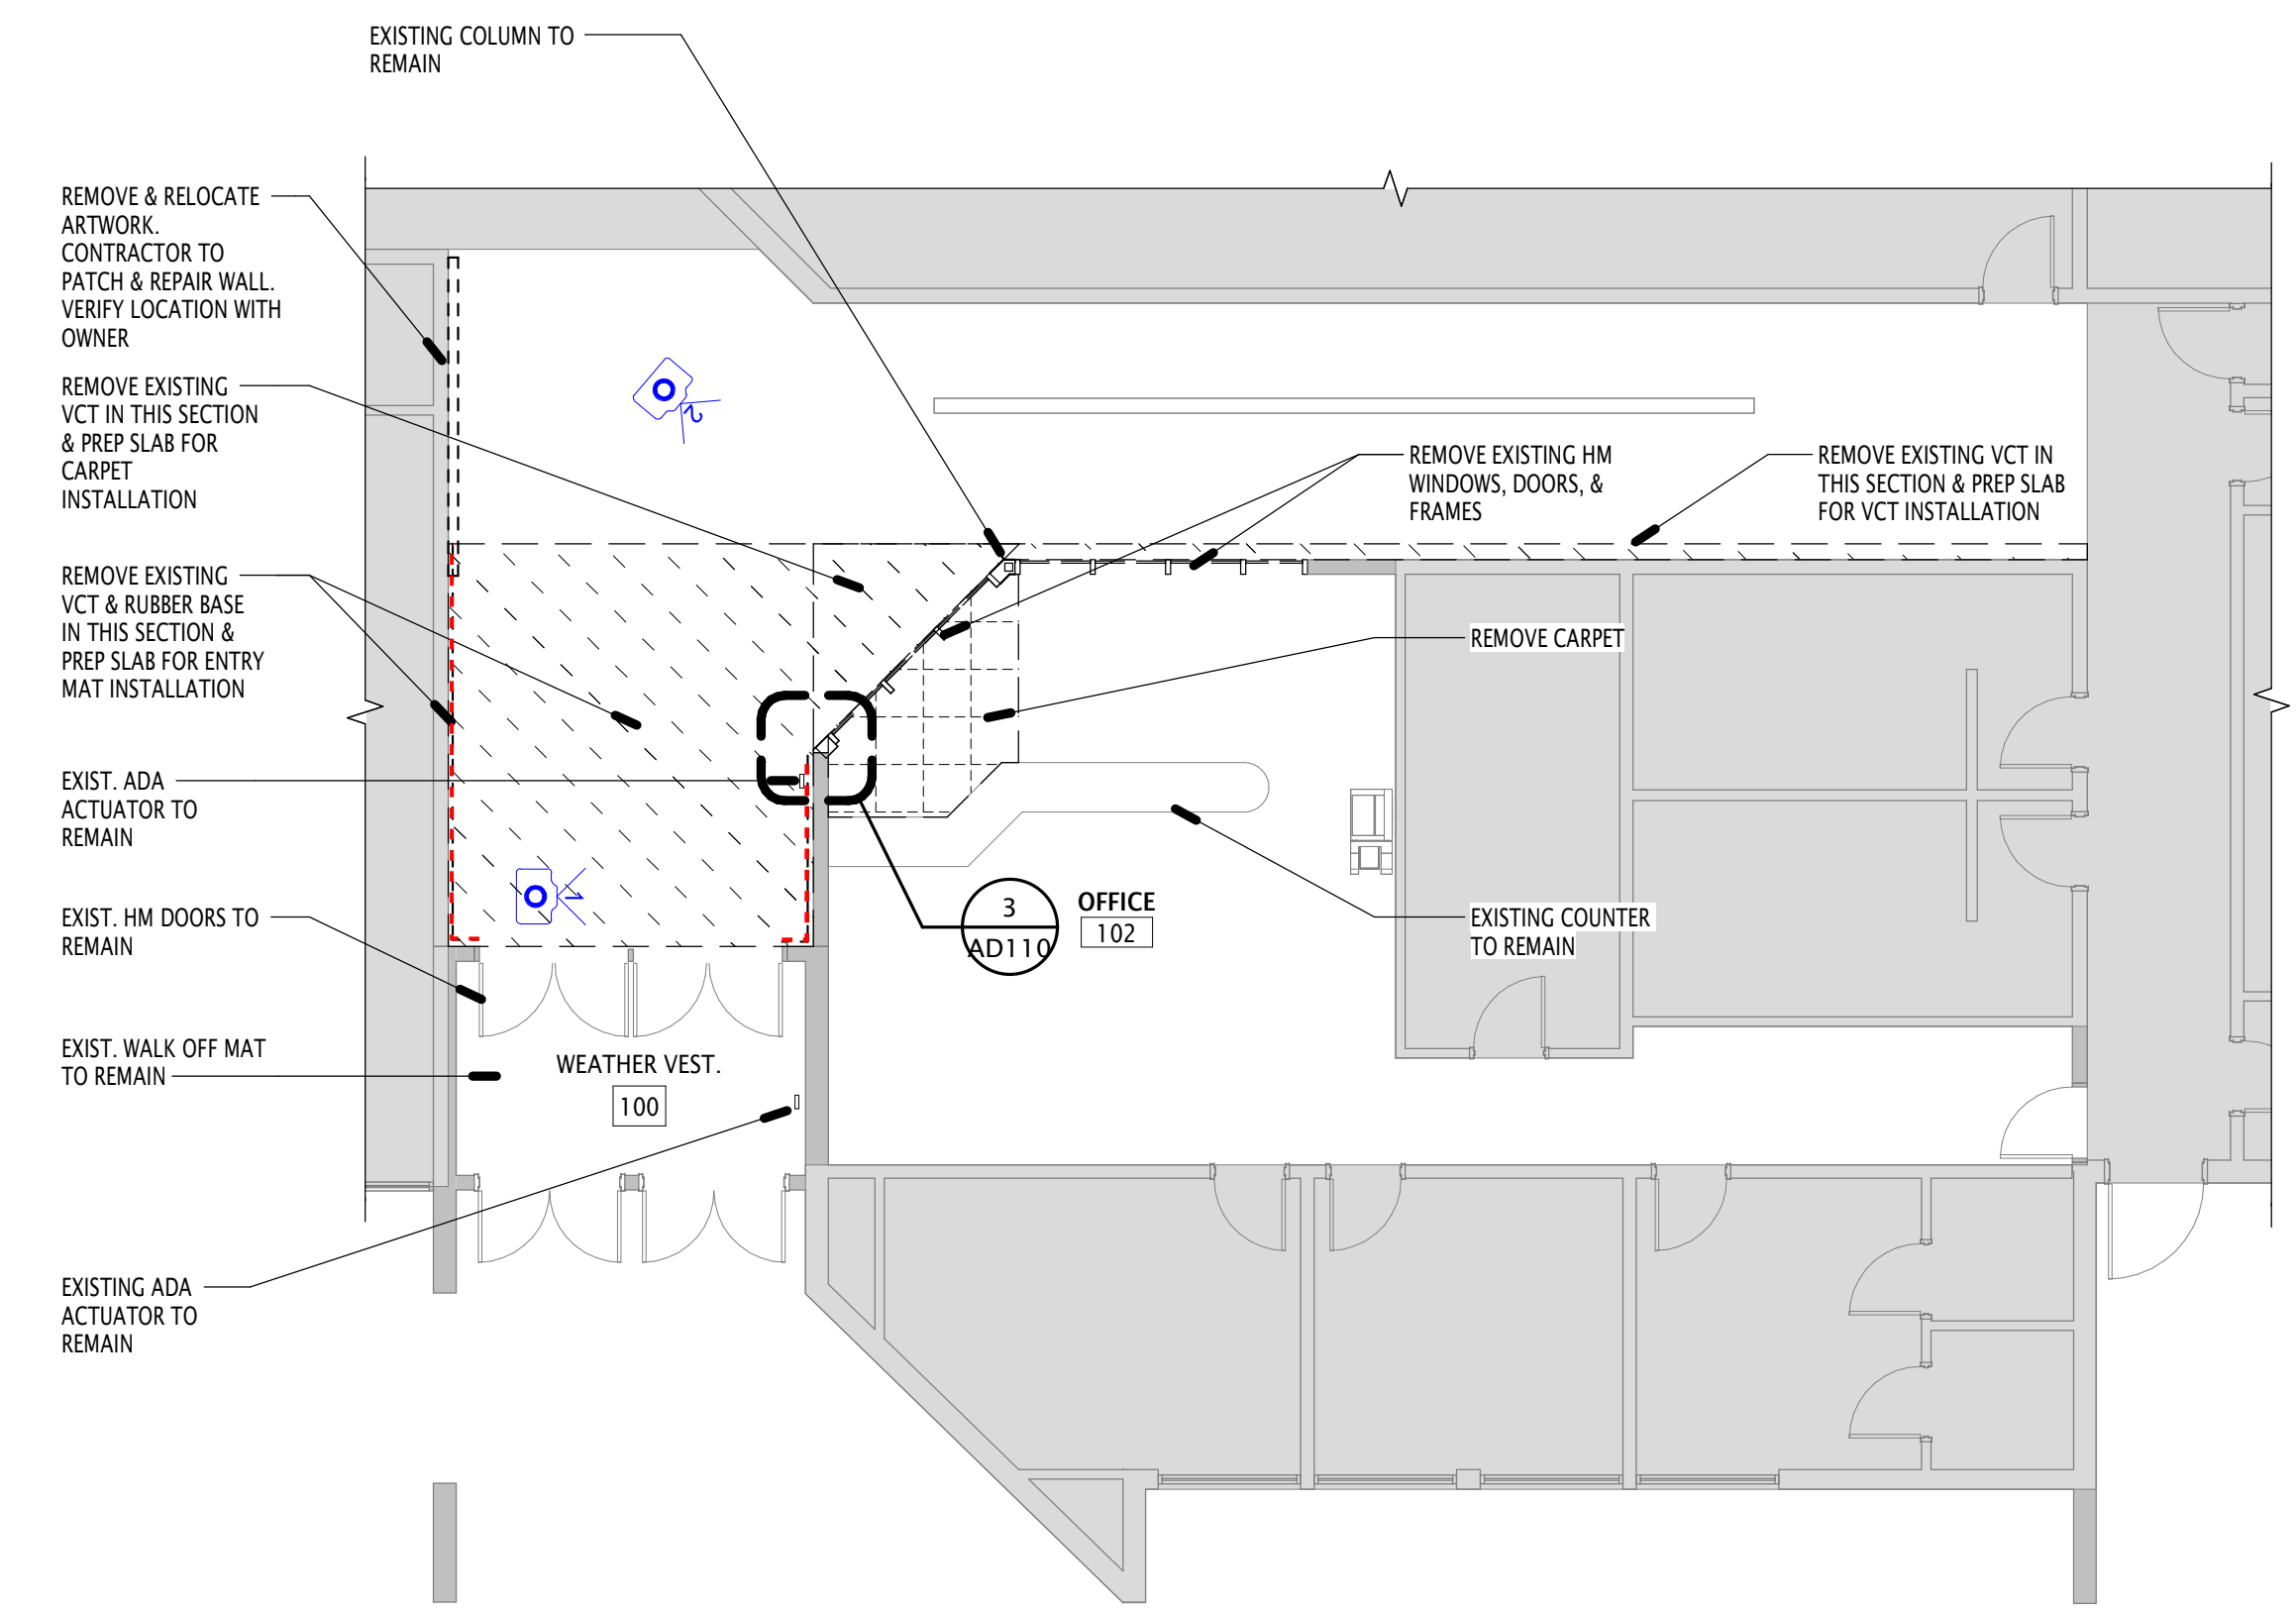 EXISTING COLUMN TO
REMAIN
REMOVE & RELOCATE
ARTWORK.
CONTRACTOR TO
PATCH & REPAIR WALL.
VERIFY LOCATION WITH
OWNER
REMOVE EXISTING
VCT IN THIS SECTION
& PREP SLAB FOR
CARPET
INSTALLATION
REMOVE EXISTING
VCT & RUBBER BASE
IN THIS SECTION &
PREP SLAB FOR ENTRY
MAT INSTALLATION
EXIST. ADA
ACTUATOR TO
REMAIN
EXIST. HM DOORS TO
REMAIN
EXIST. WALK OFF MAT
TO REMAIN
EXISTING ADA
ACTUATOR TO
REMAIN
2
1
WEATHER VEST.
100
3
AD110
OFFICE
102
REMOVE EXISTING HM
WINDOWS, DOORS, &
FRAMES
REMOVE EXISTING VCT IN
THIS SECTION & PREP SLAB
FOR VCT INSTALLATION
REMOVE CARPET
EXISTING COUNTER
TO REMAIN